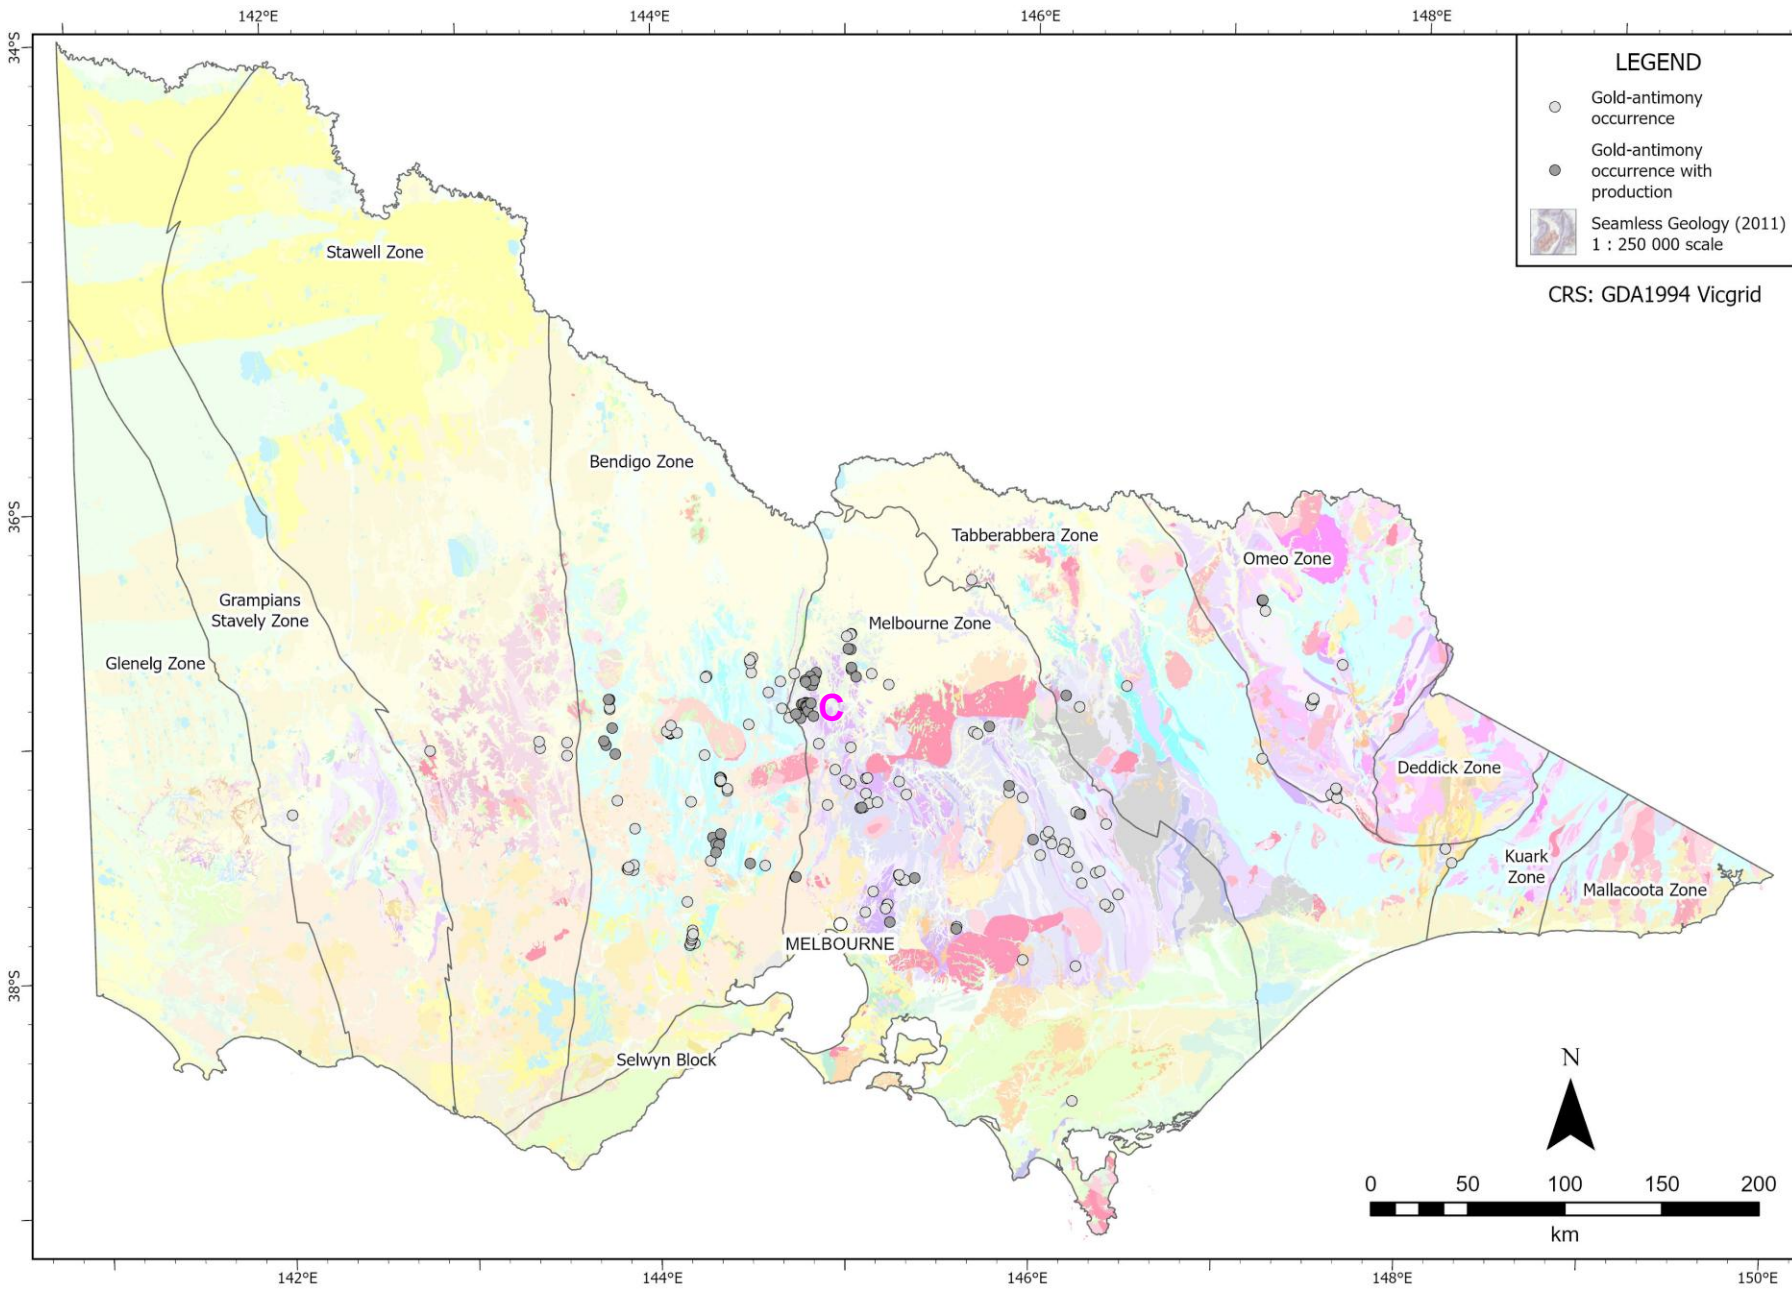 142°E
144°E
146°E
148°E
34°S
LEGEND
Gold-antimony
occurrence
Gold-antimony
occurrence with
production
Seamless Geology (2011)
1 : 250 000 scale
CRS: GDA1994 Vicgrid
Stawell Zone
Bendigo Zone
36°S
Tabberabbera Zone
Omeo Zone
Grampians
Stavely Zone
Melbourne Zone
Glenelg Zone
C
Deddick Zone
Kuark
Zone
Mallacoota Zone
MELBOURNE
38°S
Selwyn Block
N
0
50
100
150
200
km
142°E
144°E
146°E
148°E
150°E